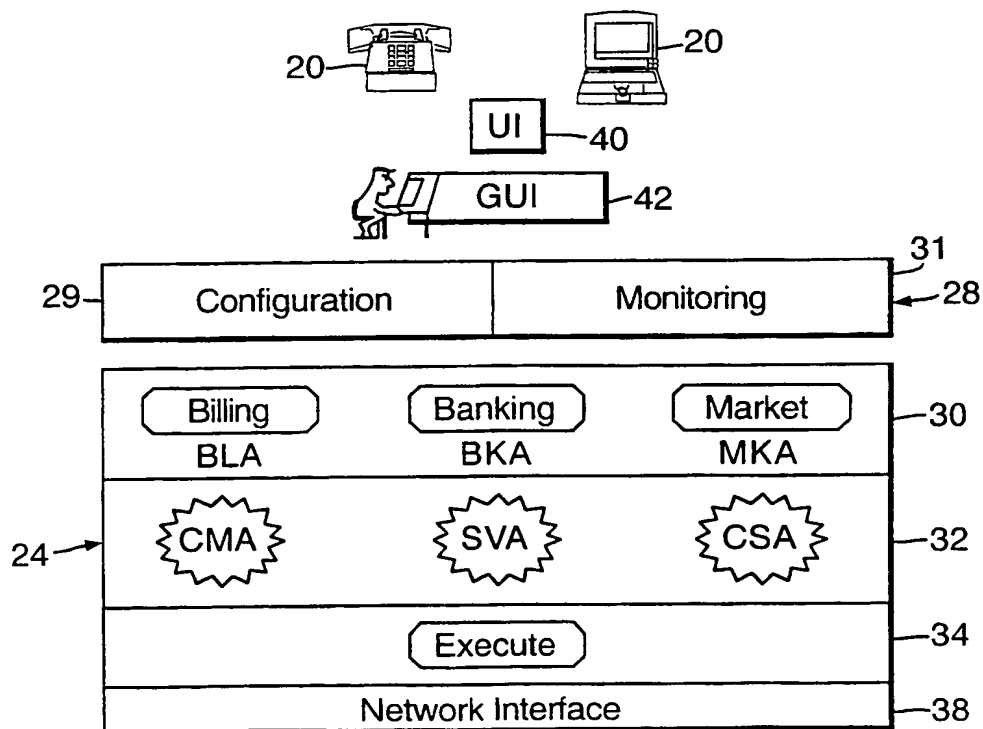 20
20
UI
40
GUI
42
31
29
Configuration
Monitoring
28
Billing
Banking
Market
30
BLA
BKA
MKA
24
CMA
SVA
CSA
32
Execute
34
Network Interface
38